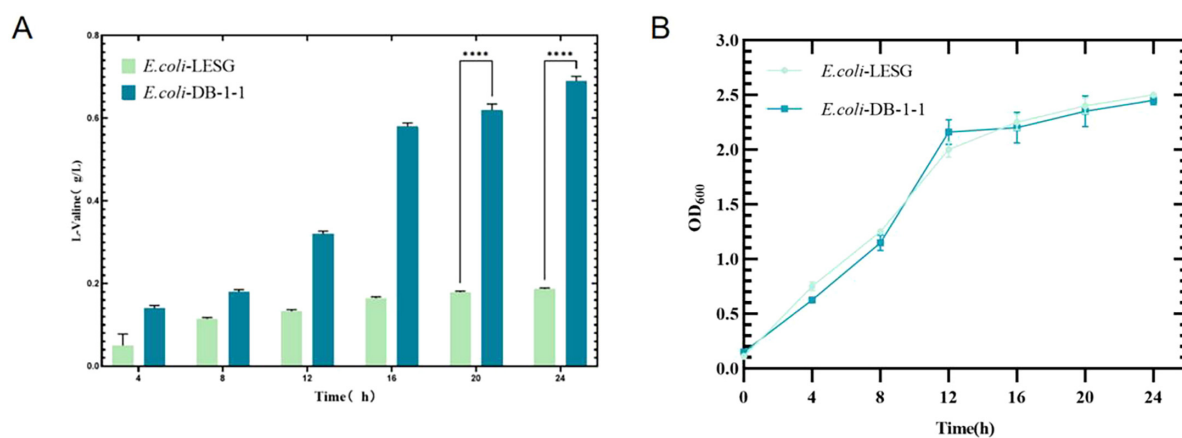 A
0.8
E.coli-LESG
E.coli-DB-1-1
****
****
0.6
0.4
0.2
0.0
L-Valine( g/L)
4 8 12 16 20 24
Time( h)
B
3.0
E.coli-LESG
E.coli-DB-1-1
2.5
2.0
1.5
1.0
0.5
0.0
OD600
0 4 8 12 16 20 24
Time(h)